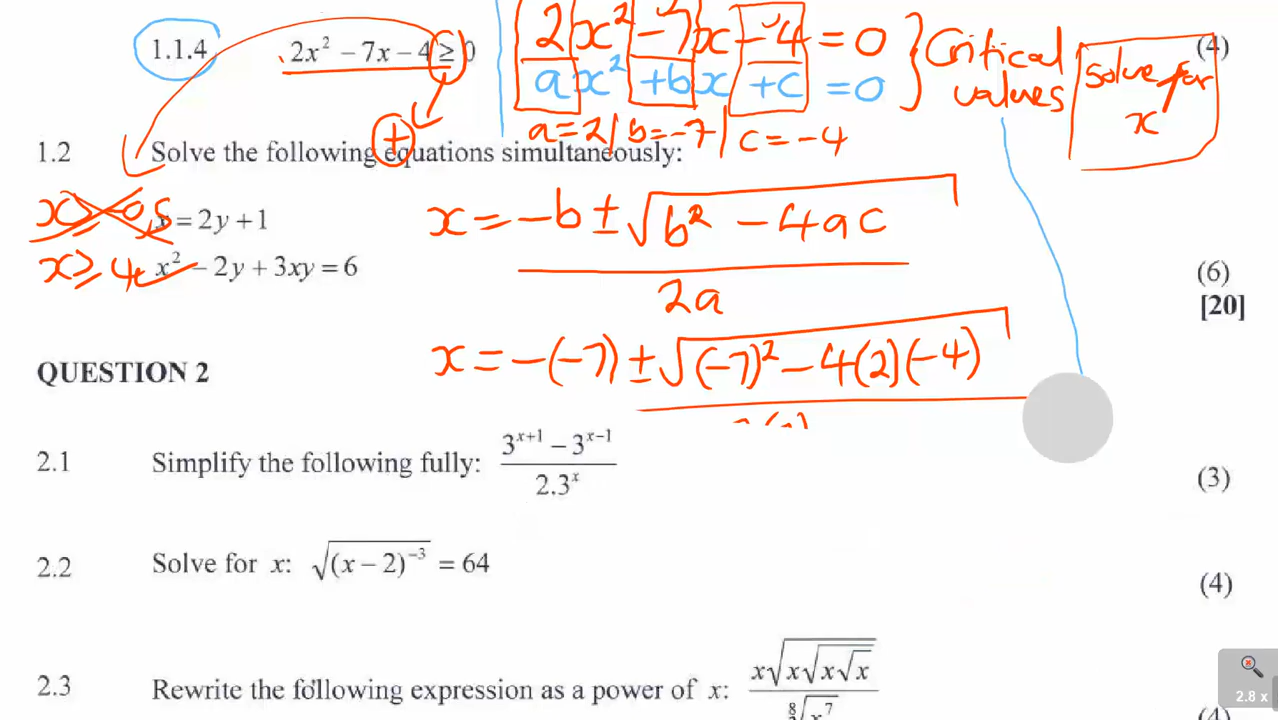 2x² -7x -4 = 0
1.1.4 2x² − 7x − 4 ≥ 0 (4)
ax² +bx +c = 0
Critical values
Solve for x
+
a=2 | b=-7 | c=-4
1.2 Solve the following equations simultaneously:
x ≥ -0,5
x = 2y + 1
x ≥ 4
x² − 2y + 3xy = 6 (6)
[20]
x = -b ± √(b² - 4ac) / 2a
x = -(-7) ± √((-7)² - 4(2)(-4))
QUESTION 2
2.1 Simplify the following fully: (3^(x+1) − 3^(x−1)) / 2.3^x (3)
2.2 Solve for x: √((x − 2)^−3) = 64 (4)
2.3 Rewrite the following expression as a power of x: x√(x√(x√x)) / ⁸√(x⁷) (4)
2.8 x